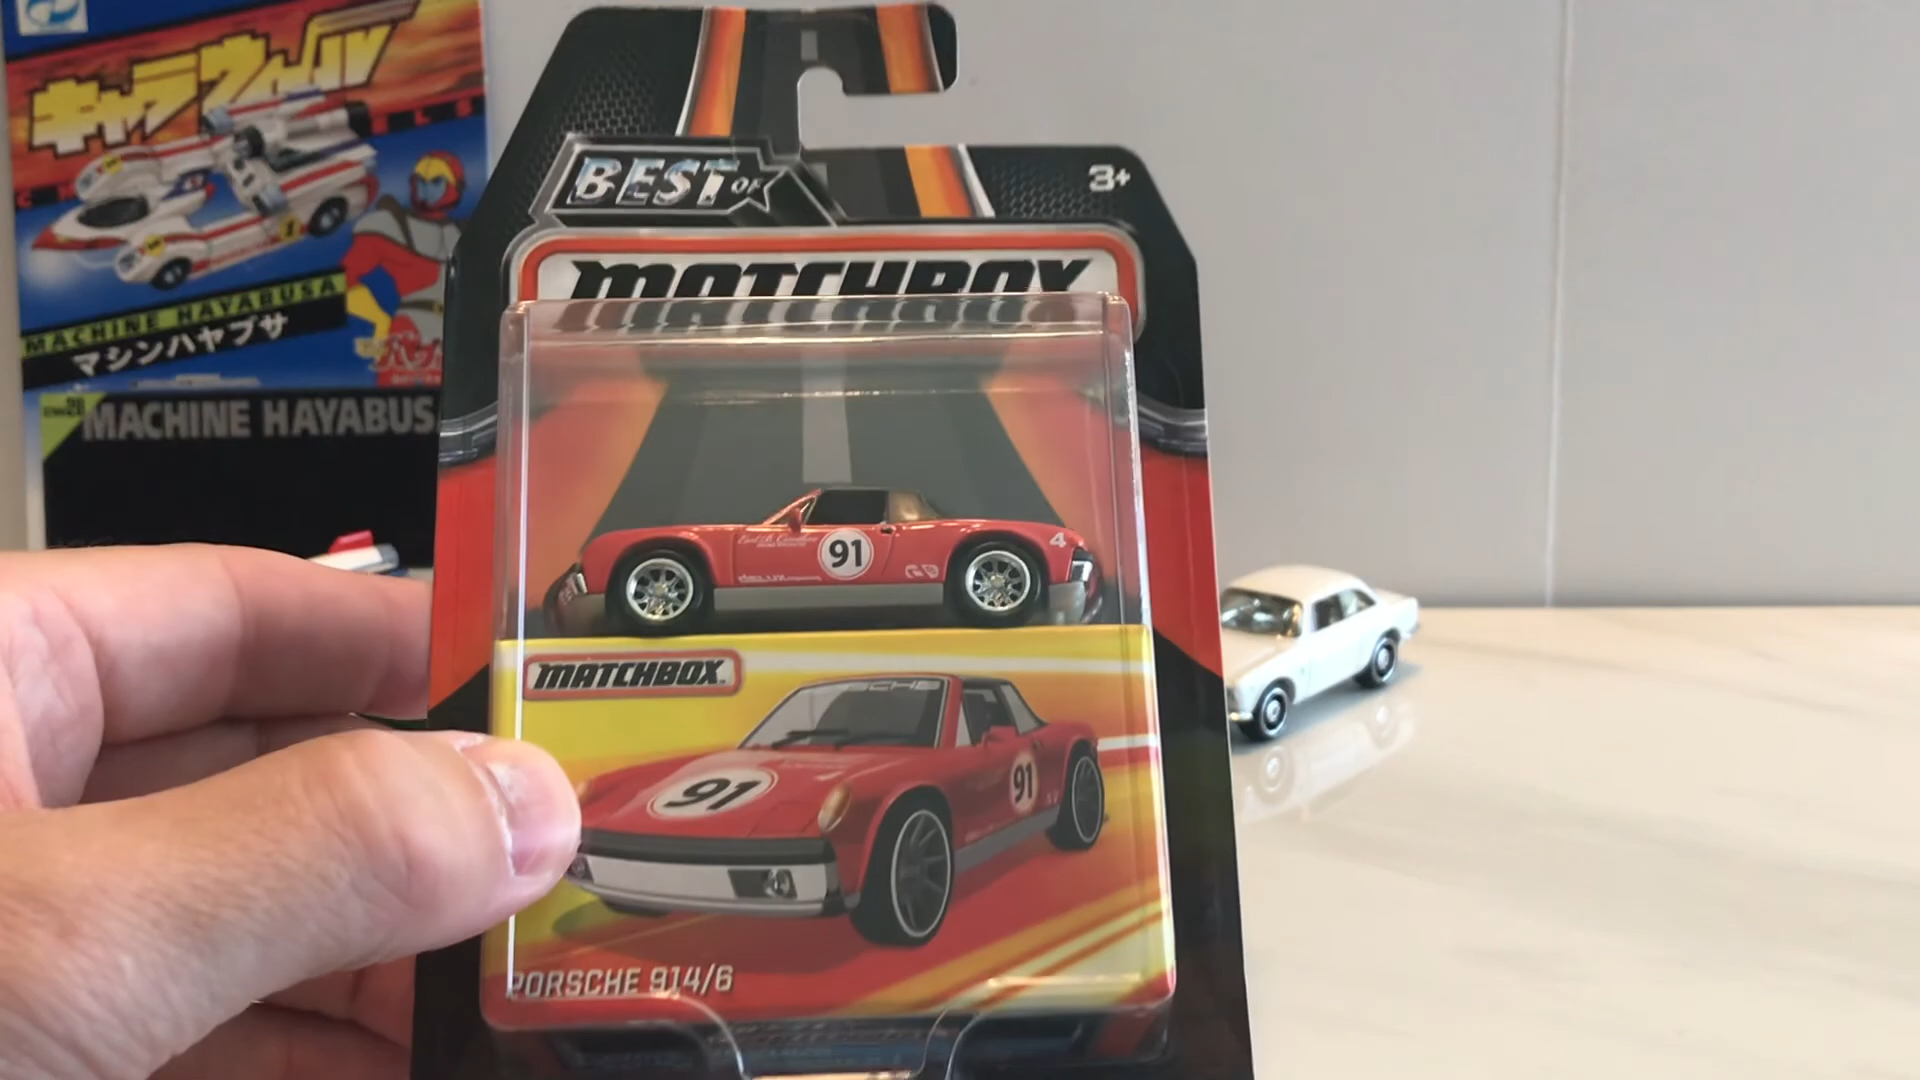 キャラウィール
MACHINE HAYABUSA
マシンハヤブサ
MACHINE HAYABUS
BEST OF
3+
MATCHBOX
91
4
MATCHBOX
PORSCHE
91
91
PORSCHE 914/6